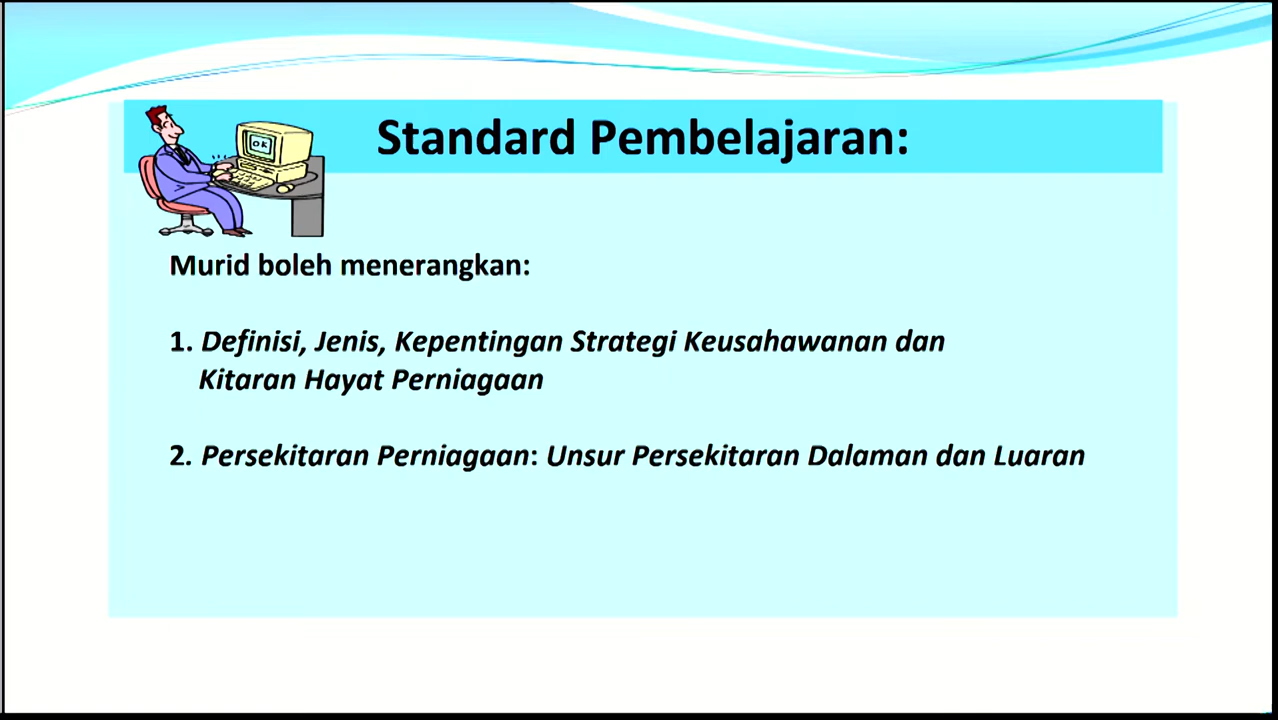 Standard Pembelajaran:
OK
Murid boleh menerangkan:
1. Definisi, Jenis, Kepentingan Strategi Keusahawanan dan
Kitaran Hayat Perniagaan
2. Persekitaran Perniagaan: Unsur Persekitaran Dalaman dan Luaran